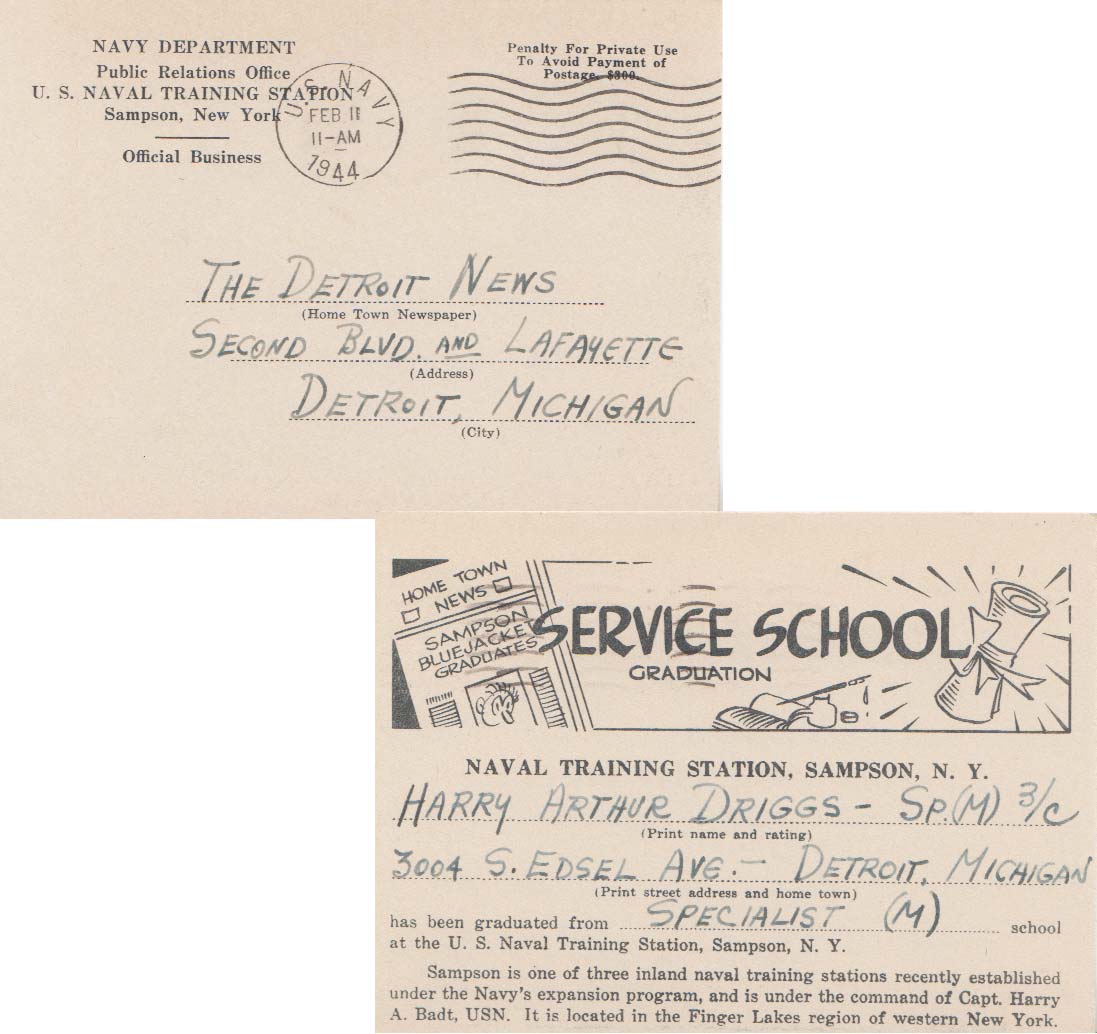 NAVY DEPARTMENT
Public Relations Office
U. S. NAVAL TRAINING STATION
Sampson, New York
Official Business
U.S. NAVY
FEB 11
11-AM
1944
Penalty For Private Use
To Avoid Payment of
Postage, $300.
THE DETROIT NEWS
(Home Town Newspaper)
SECOND BLVD. AND LAFAYETTE
(Address)
DETROIT, MICHIGAN
(City)
HOME TOWN
NEWS
SAMPSON
BLUEJACKET
GRADUATES
SERVICE SCHOOL
GRADUATION
NAVAL TRAINING STATION, SAMPSON, N. Y.
HARRY ARTHUR DRIGGS - SP.(M) 3/C
(Print name and rating)
3004 S. EDSEL AVE. - DETROIT, MICHIGAN
(Print street address and home town)
has been graduated from SPECIALIST (M) school
at the U. S. Naval Training Station, Sampson, N. Y.
Sampson is one of three inland naval training stations recently established
under the Navy's expansion program, and is under the command of Capt. Harry
A. Badt, USN. It is located in the Finger Lakes region of western New York.